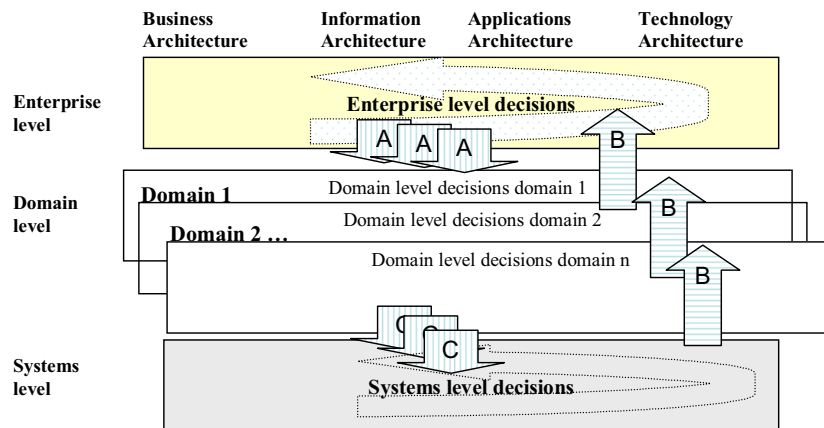 Business Architecture
Information Architecture
Applications Architecture
Technology Architecture
Enterprise level
Enterprise level decisions
A
A
A
B
Domain level
Domain 1
Domain level decisions domain 1
B
Domain level decisions domain 2
Domain 2 ...
Domain level decisions domain n
B
C
C
C
Systems level
Systems level decisions